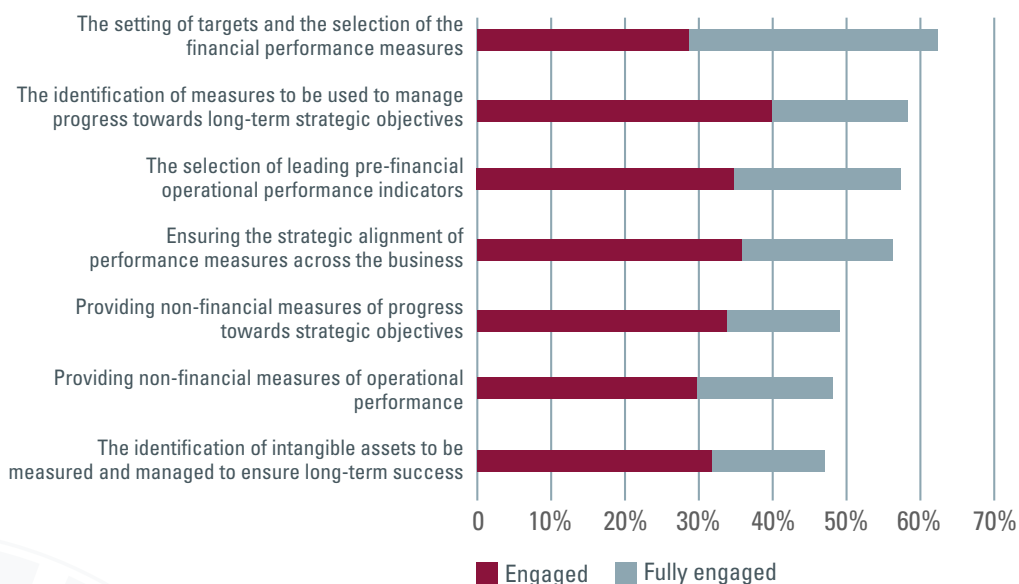 The setting of targets and the selection of the
financial performance measures
The identification of measures to be used to manage
progress towards long-term strategic objectives
The selection of leading pre-financial
operational performance indicators
Ensuring the strategic alignment of
performance measures across the business
Providing non-financial measures of progress
towards strategic objectives
Providing non-financial measures of operational
performance
The identification of intangible assets to be
measured and managed to ensure long-term success
0 10% 20% 30% 40% 50% 60% 70%
Engaged Fully engaged